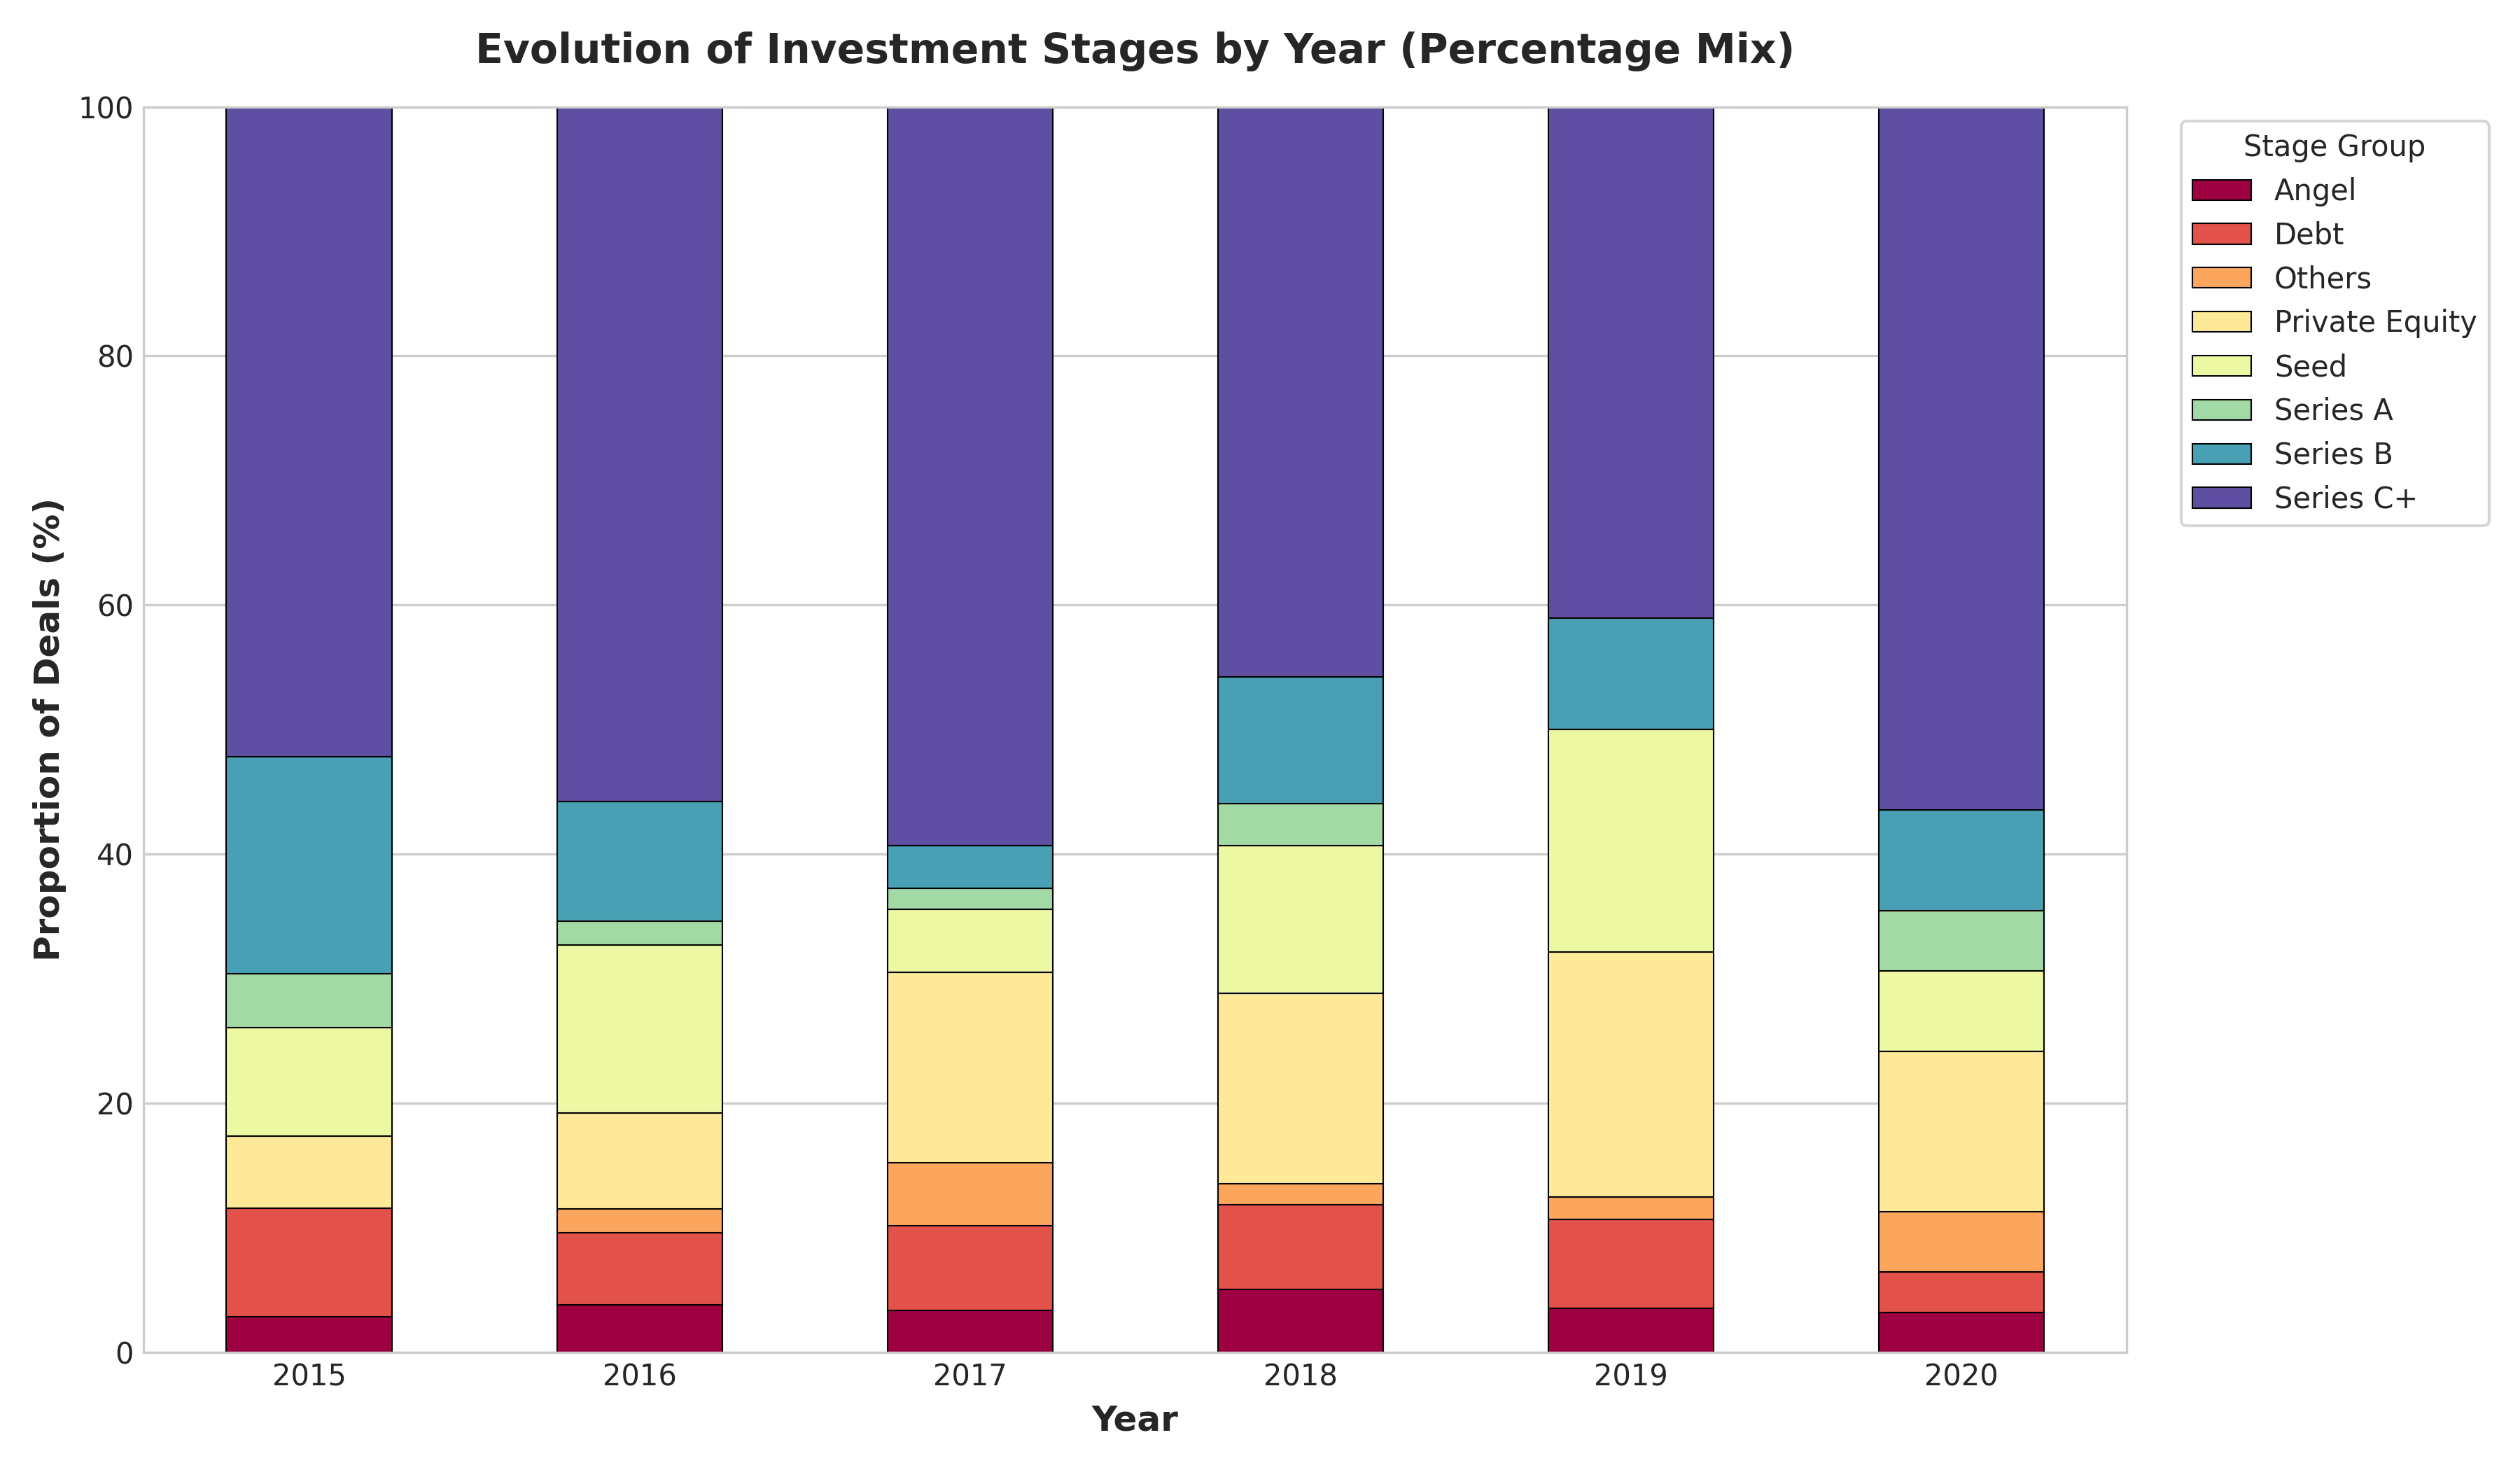 Evolution of Investment Stages by Year (Percentage Mix)
Proportion of Deals (%)
100
80
60
40
20
0
2015 2016 2017 2018 2019 2020
Year
Stage Group
Angel
Debt
Others
Private Equity
Seed
Series A
Series B
Series C+